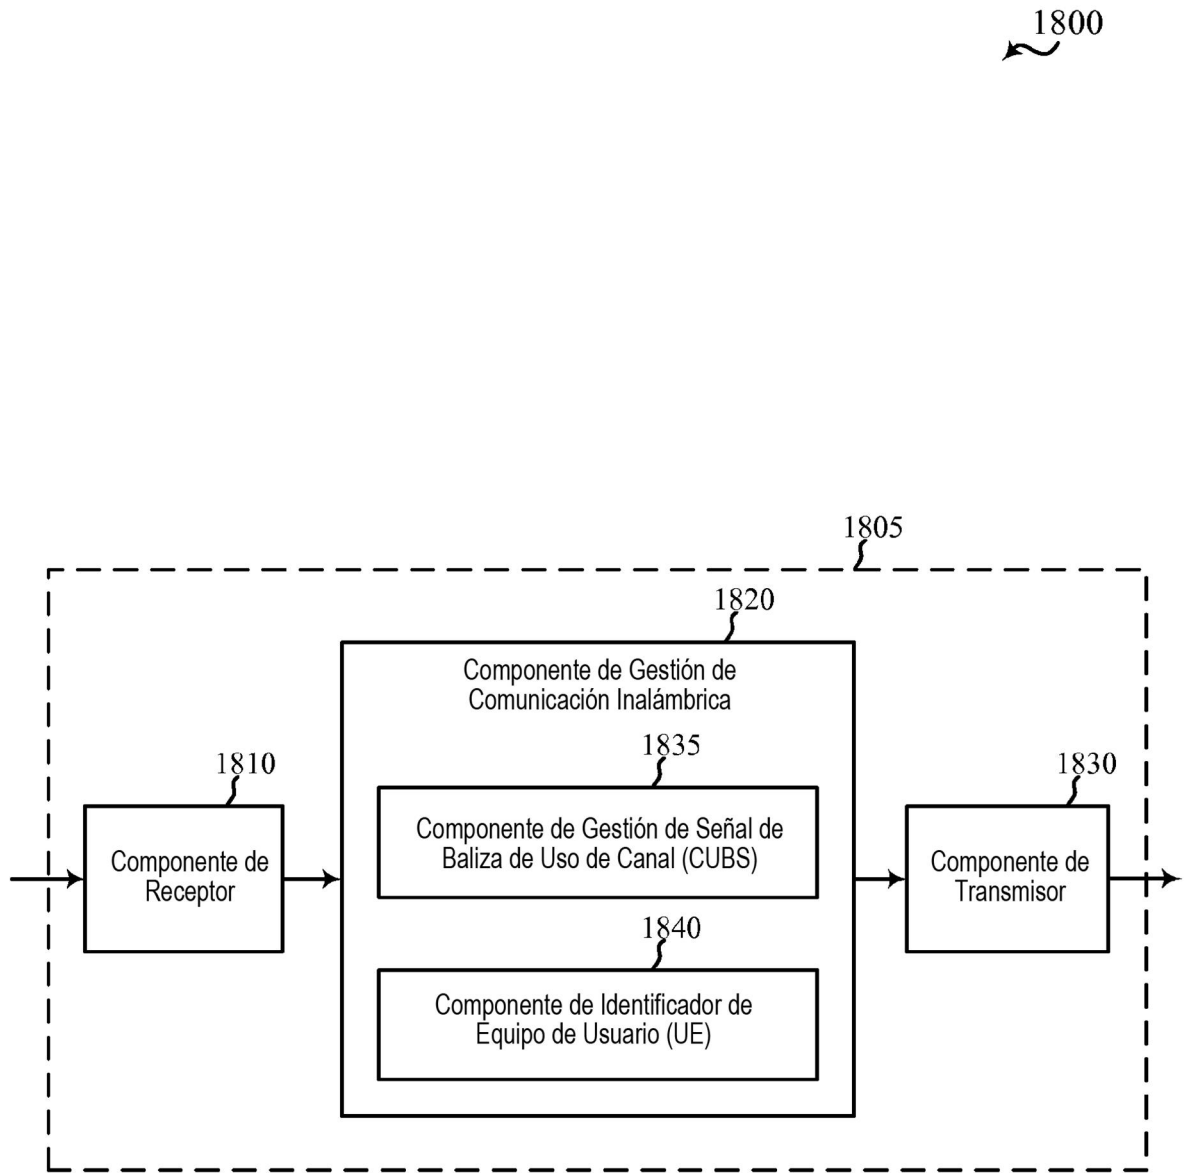 1800
1805
1820
Componente de Gestión de
Comunicación Inalámbrica
1835
Componente de Gestión de Señal de
Baliza de Uso de Canal (CUBS)
1810
Componente de
Receptor
1830
Componente de
Transmisor
1840
Componente de Identificador de
Equipo de Usuario (UE)